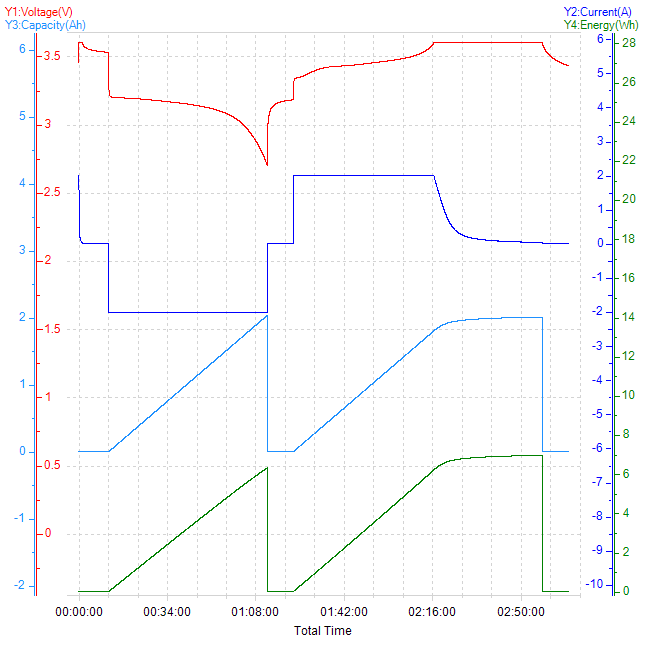 Y1:Voltage(V) Y2:Current(A)
Y3:Capacity(Ah) Y4:Energy(Wh)
6 3.5 6 28
5 26
5 3 4 24
3 22
4 2.5 2 20
1
3 2 0 18
-1 16
2 1.5 -2 14
-3 12
1 1 -4 10
-5
0 0.5 -6 8
-7 6
-1 0 -8 4
-9 2
-2 -10 0
00:00:00 00:34:00 01:08:00 01:42:00 02:16:00 02:50:00
Total Time